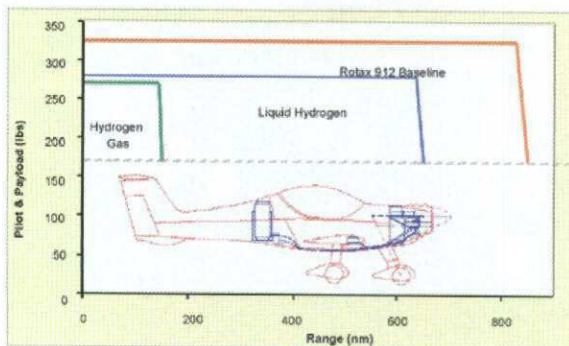 350
300
250
200
150
100
50
0
Pilot & Payload (lbs)
Rotax 912 Baseline
Liquid Hydrogen
Hydrogen
Gas
0
200
400
600
800
Range (nm)